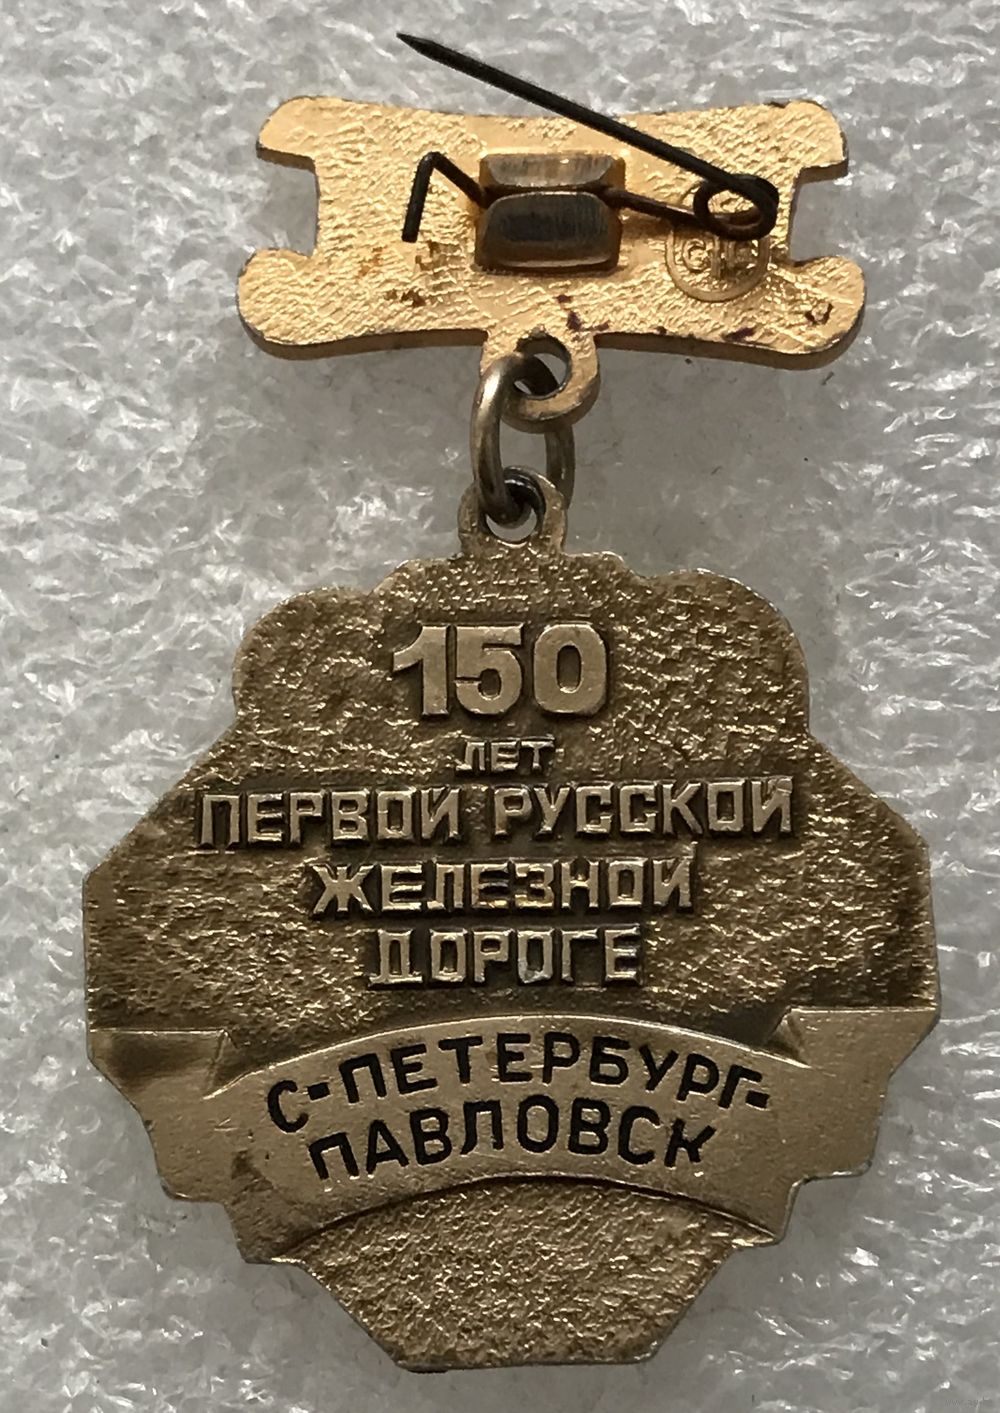 150
ЛЕТ
ПЕРВОЙ РУССКОЙ
ЖЕЛЕЗНОЙ
ДОРОГЕ
С-ПЕТЕРБУРГ-
ПАВЛОВСК